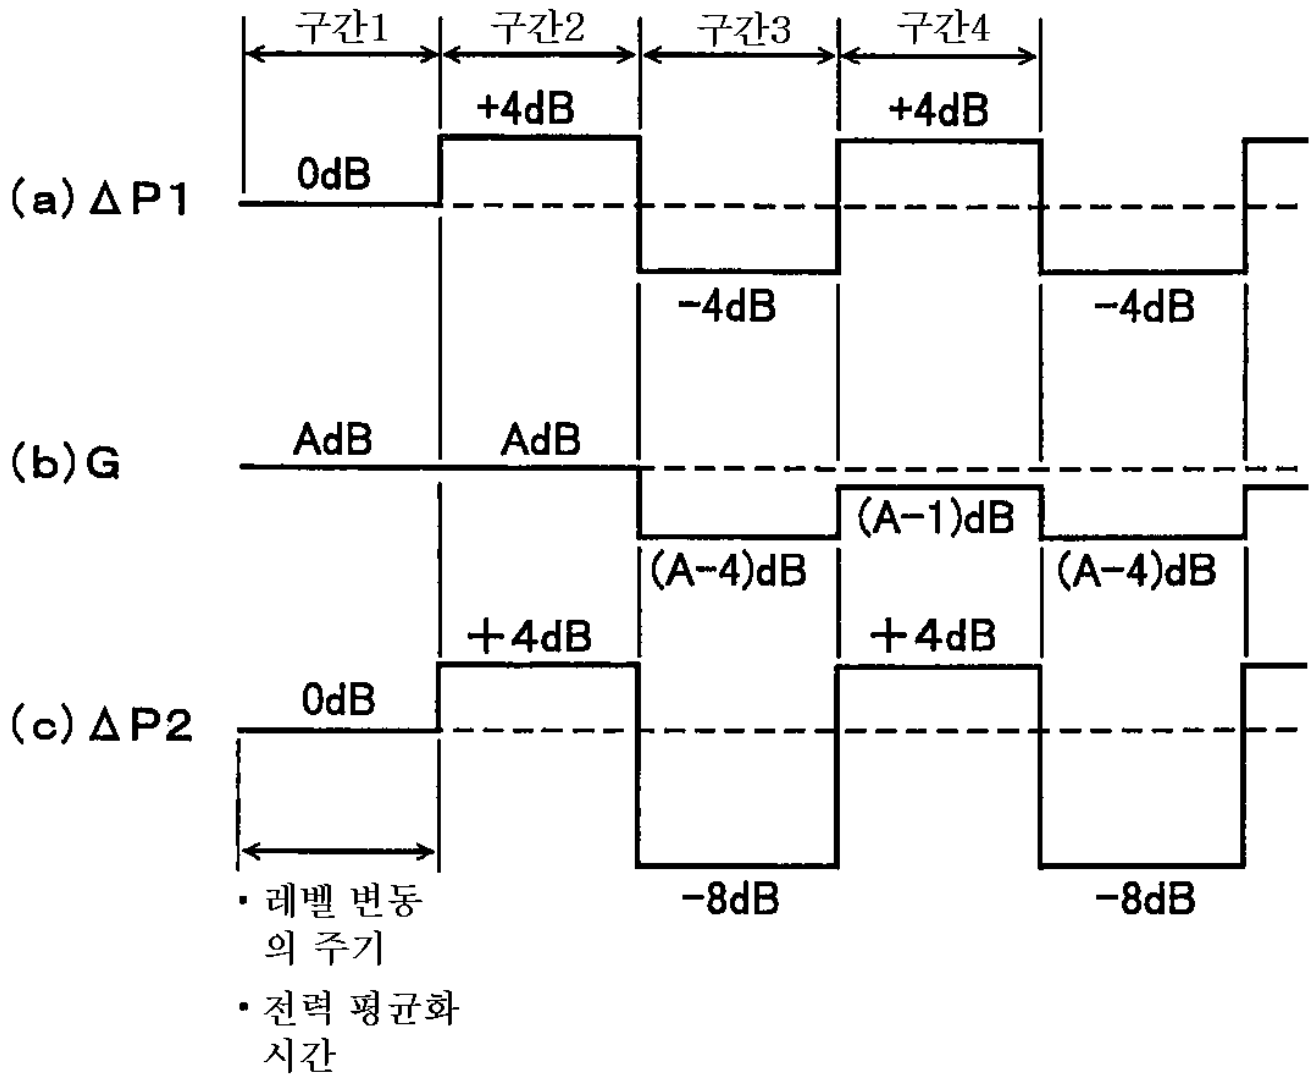 구간1 구간2 구간3 구간4
+4dB +4dB
0dB
(a) Δ P1
-4dB -4dB
AdB AdB
(b) G
(A-1)dB
(A-4)dB (A-4)dB
+4dB +4dB
0dB
(c) Δ P2
-8dB -8dB
· 레벨 변동
의 주기
· 전력 평균화
시간